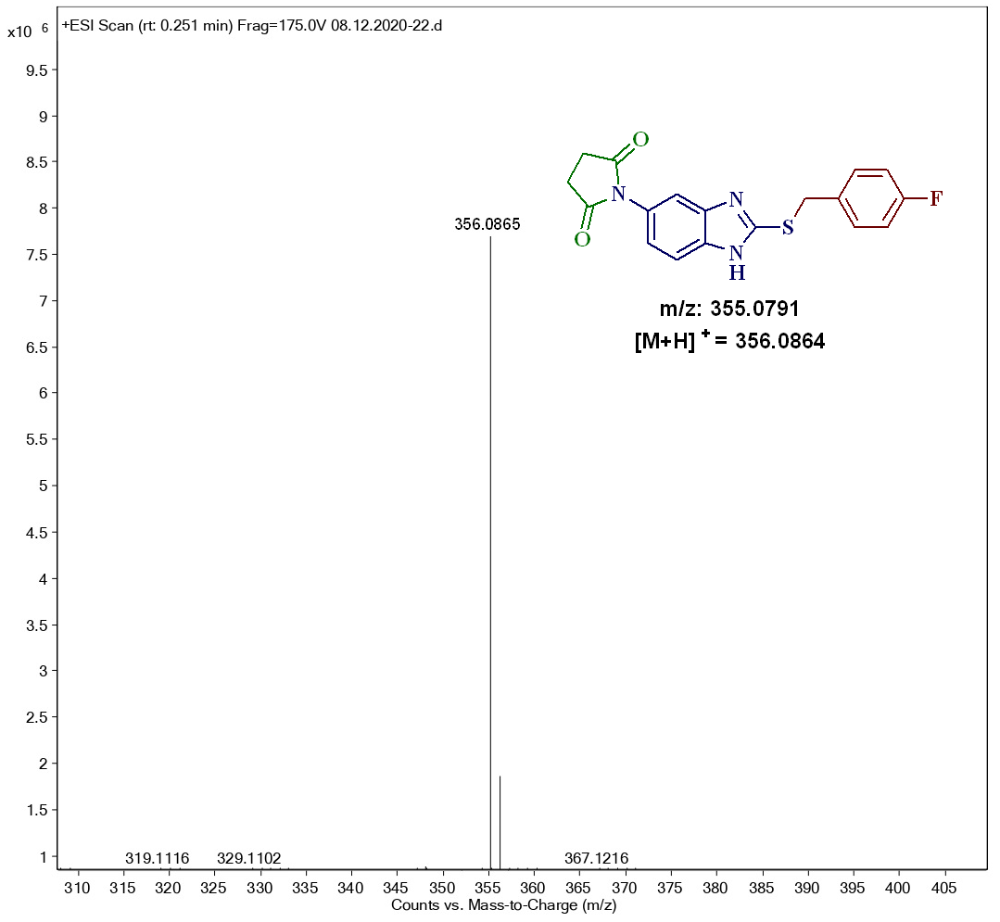 +ESI Scan (rt: 0.251 min) Frag=175.0V 08.12.2020-22.d
x10 6
9.5
9
8.5
8
7.5
7
6.5
6
5.5
5
4.5
4
3.5
3
2.5
2
1.5
1
O
N
N
F
S
O
N
H
356.0865
m/z: 355.0791
[M+H] + = 356.0864
319.1116 329.1102 367.1216
310 315 320 325 330 335 340 345 350 355 360 365 370 375 380 385 390 395 400 405
Counts vs. Mass-to-Charge (m/z)